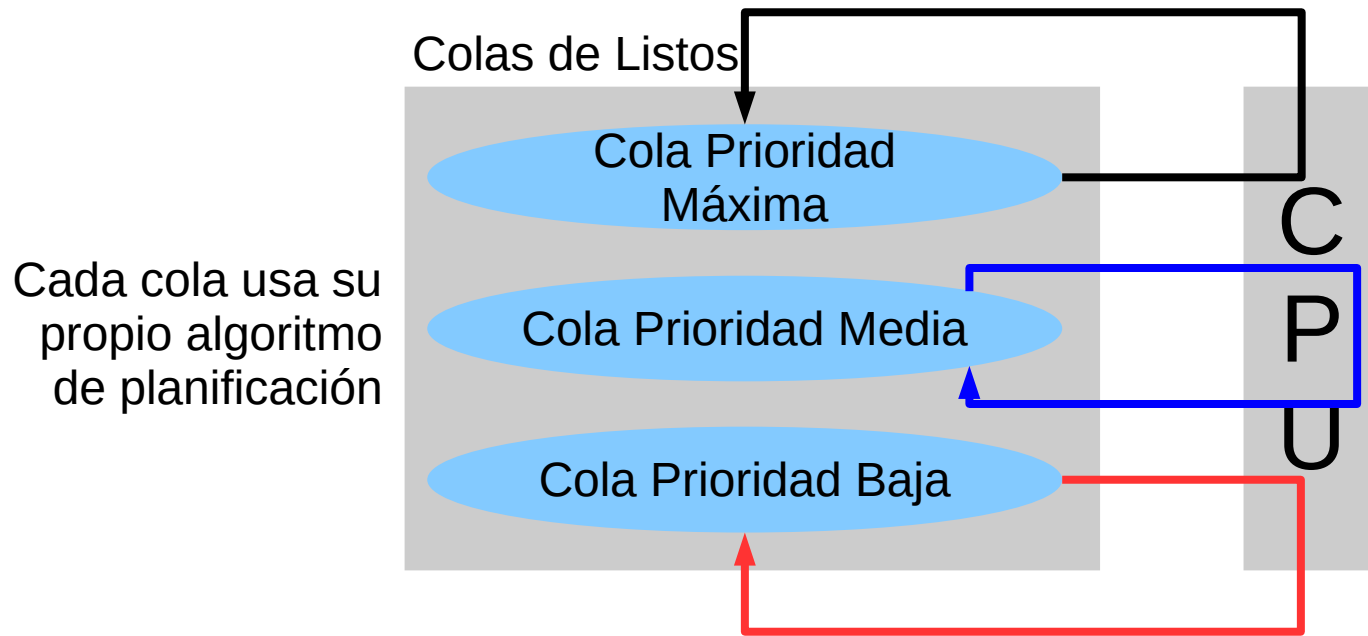 Colas de Listos
Cola Prioridad
Máxima
Cada cola usa su
propio algoritmo
de planificación
Cola Prioridad Media
Cola Prioridad Baja
C
P
U